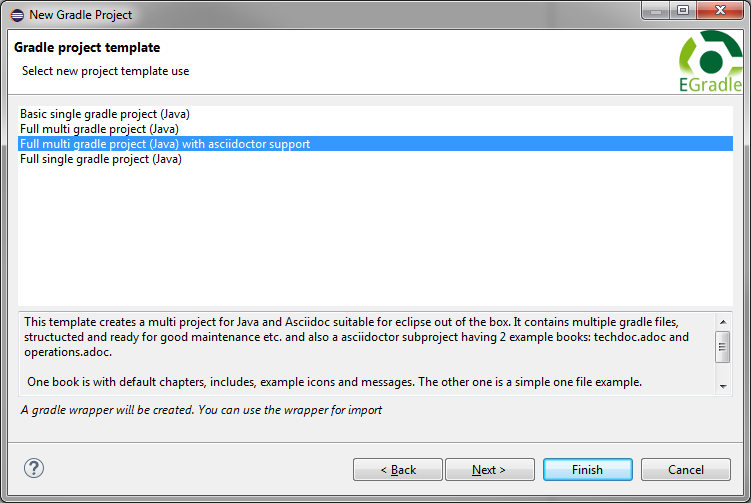 New Gradle Project
Gradle project template
Select new project template use
EGradle
Basic single gradle project (Java)
Full multi gradle project (Java)
Full multi gradle project (Java) with asciidoctor support
Full single gradle project (Java)
This template creates a multi project for Java and Asciidoc suitable for eclipse out of the box. It contains multiple gradle files,
structucted and ready for good maintenance etc. and also a asciidoctor subproject having 2 example books: techdoc.adoc and
operations.adoc.
One book is with default chapters, includes, example icons and messages. The other one is a simple one file example.
A gradle wrapper will be created. You can use the wrapper for import
?
< Back
Next >
Finish
Cancel